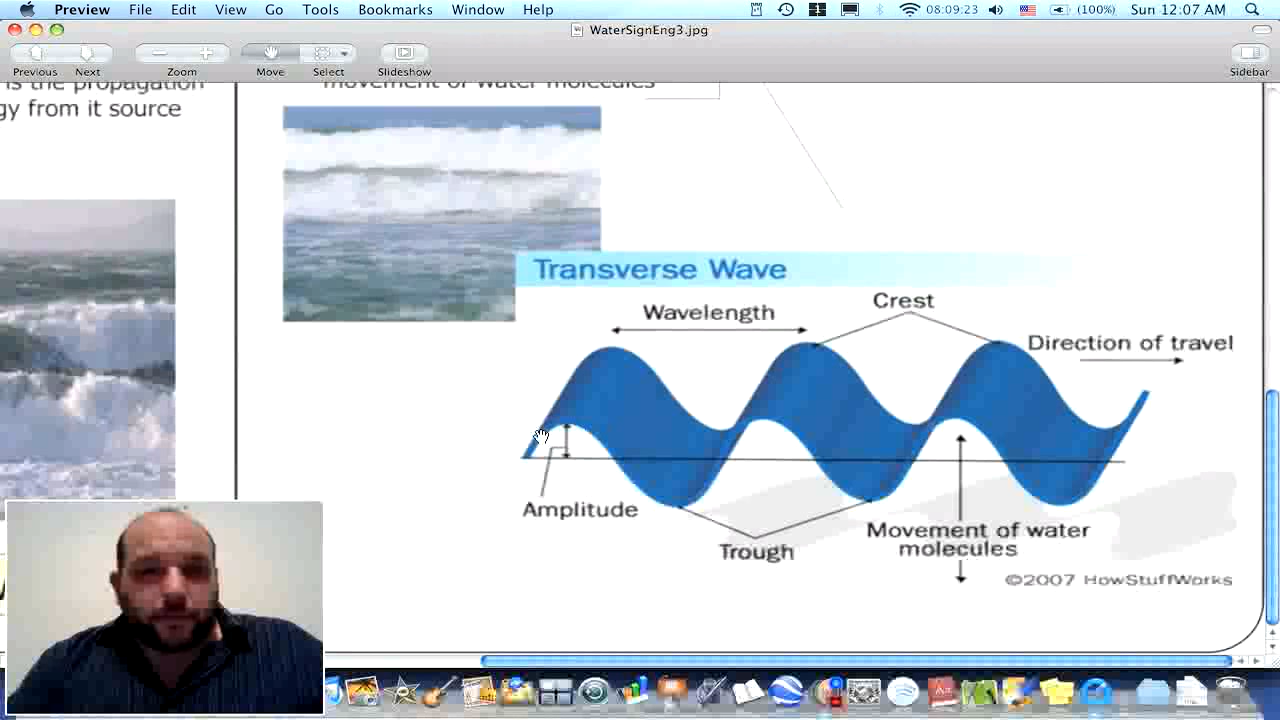 Preview File Edit View Go Tools Bookmarks Window Help 1 08:09:23 (100%) Sun 12:07 AM
WaterSignEng3.jpg
Previous Next Zoom Move Select Slideshow Sidebar
is the propagation
gy from it source
movement of water molecules
Transverse Wave
Wavelength
Crest
Direction of travel
Amplitude
Trough
Movement of water
molecules
©2007 HowStuffWorks